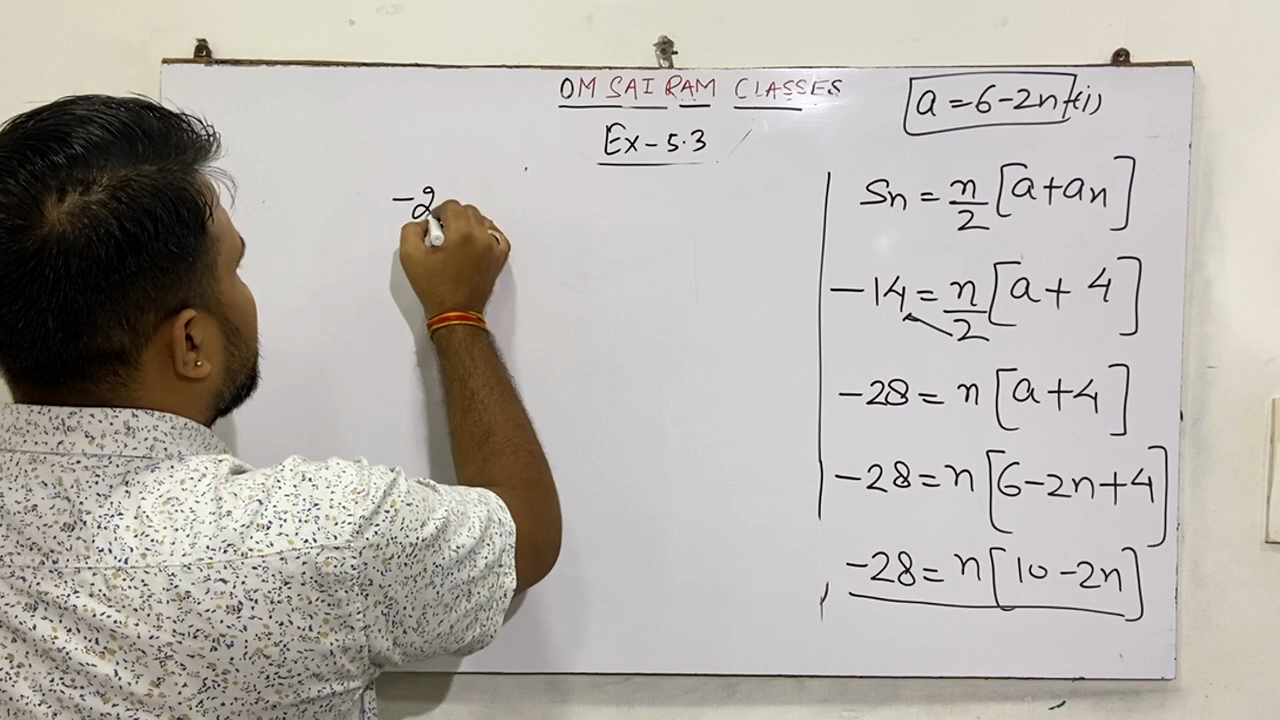 OM SAI RAM CLASSES
Ex-5.3
a=6-2n+(i)
-2
Sn = n/2 [a+an]
-14 = n/2 [a+4]
-28 = n [a+4]
-28 = n [6-2n+4]
-28 = n [10-2n]